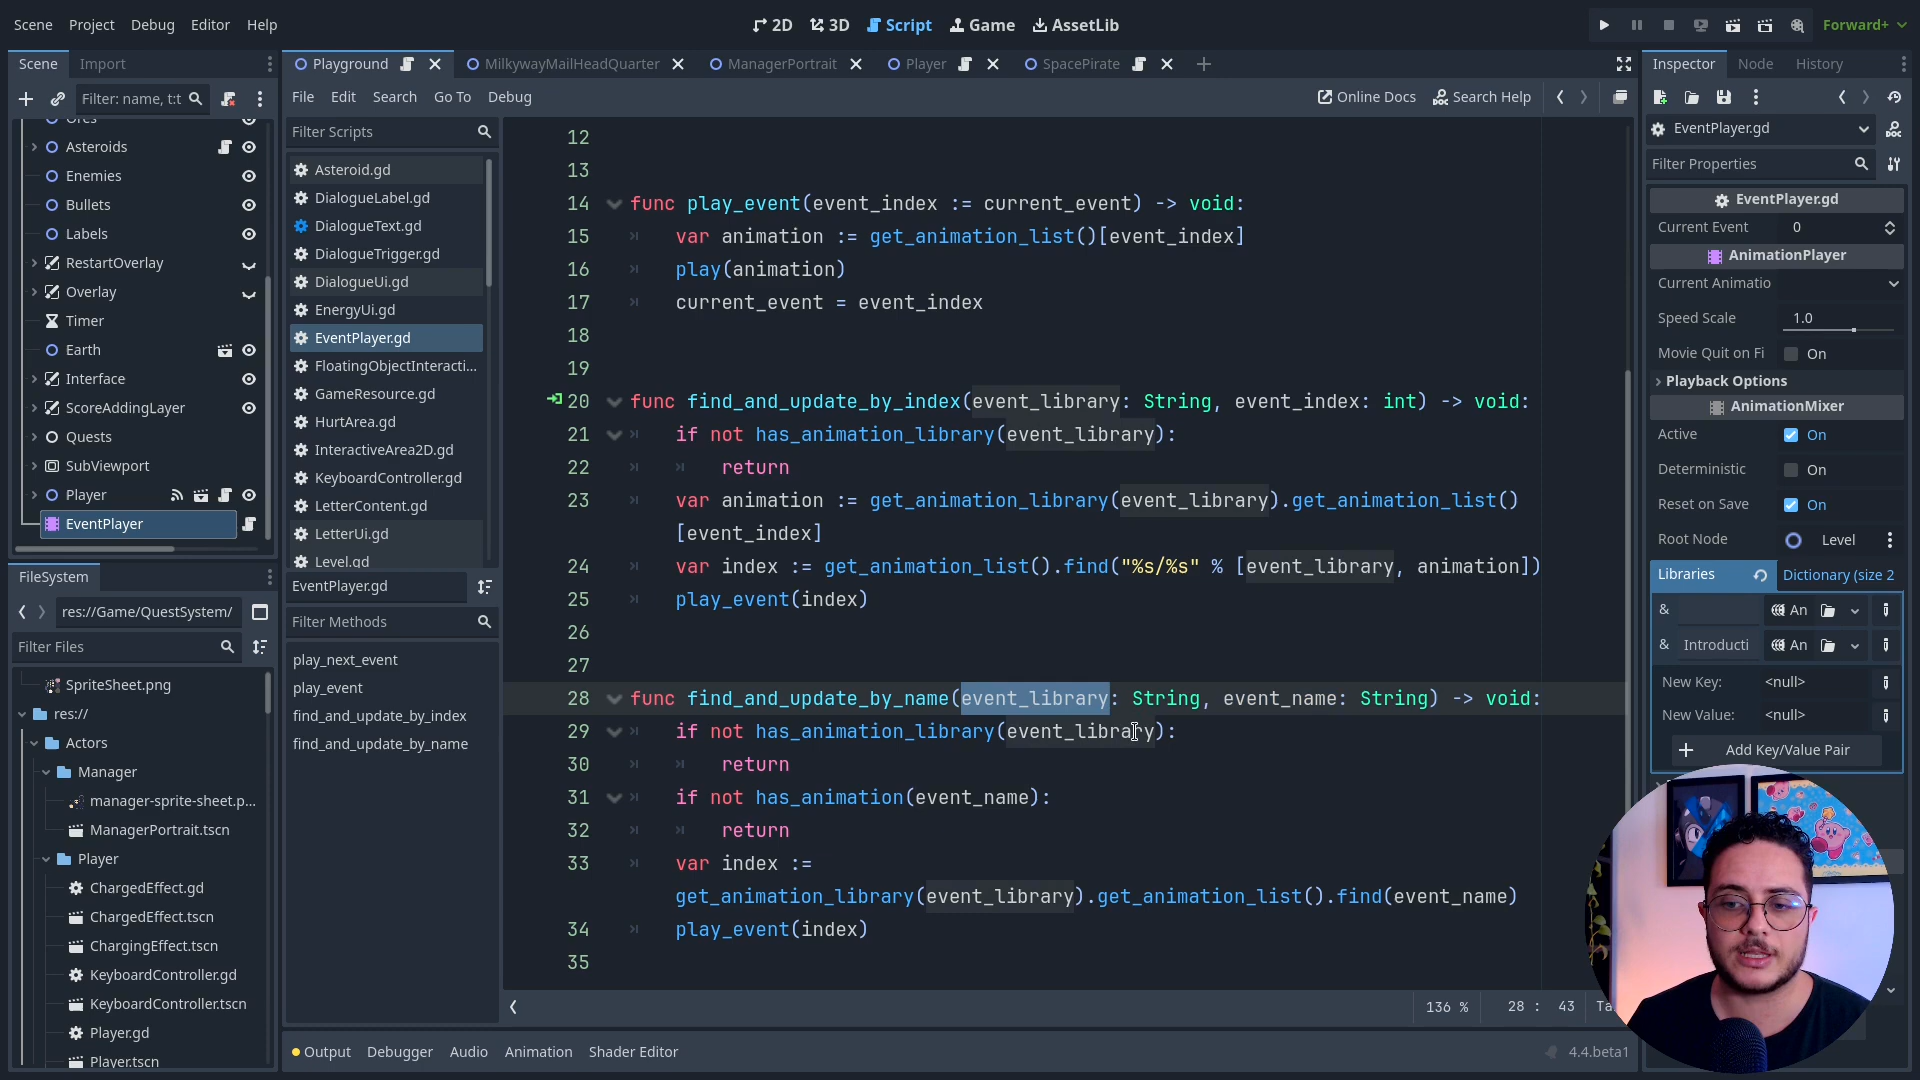 Scene Project Debug Editor Help
2D 3D Script Game AssetLib
Forward+
Scene Import
Playground MilkywayMailHeadQuarter ManagerPortrait Player SpacePirate
Inspector Node History
Filter: name, t:t
File Edit Search Go To Debug
Online Docs Search Help
Asteroids
Enemies
Bullets
Labels
RestartOverlay
Overlay
Timer
Earth
Interface
ScoreAddingLayer
Quests
SubViewport
Player
EventPlayer
FileSystem
res://Game/QuestSystem/
Filter Files
SpriteSheet.png
res://
Actors
Manager
manager-sprite-sheet.p...
ManagerPortrait.tscn
Player
ChargedEffect.gd
ChargedEffect.tscn
ChargingEffect.tscn
KeyboardController.gd
KeyboardController.tscn
Player.gd
Player.tscn
Filter Scripts
Asteroid.gd
DialogueLabel.gd
DialogueText.gd
DialogueTrigger.gd
DialogueUi.gd
EnergyUi.gd
EventPlayer.gd
FloatingObjectInteracti...
GameResource.gd
HurtArea.gd
InteractiveArea2D.gd
KeyboardController.gd
LetterContent.gd
LetterUi.gd
Level.gd
EventPlayer.gd
Filter Methods
play_next_event
play_event
find_and_update_by_index
find_and_update_by_name
12
13
14 func play_event(event_index := current_event) -> void:
15 var animation := get_animation_list()[event_index]
16 play(animation)
17 current_event = event_index
18
19
20 func find_and_update_by_index(event_library: String, event_index: int) -> void:
21 if not has_animation_library(event_library):
22 return
23 var animation := get_animation_library(event_library).get_animation_list()
[event_index]
24 var index := get_animation_list().find("%s/%s" % [event_library, animation])
25 play_event(index)
26
27
28 func find_and_update_by_name(event_library: String, event_name: String) -> void:
29 if not has_animation_library(event_library):
30 return
31 if not has_animation(event_name):
32 return
33 var index :=
get_animation_library(event_library).get_animation_list().find(event_name)
34 play_event(index)
35
136 % 28 : 43
Output Debugger Audio Animation Shader Editor
4.4.beta1
EventPlayer.gd
Filter Properties
EventPlayer.gd
Current Event 0
AnimationPlayer
Current Animatio
Speed Scale 1.0
Movie Quit on Fi On
Playback Options
AnimationMixer
Active On
Deterministic On
Reset on Save On
Root Node Level
Libraries Dictionary (size 2
& An
& Introducti An
New Key: <null>
New Value: <null>
Add Key/Value Pair